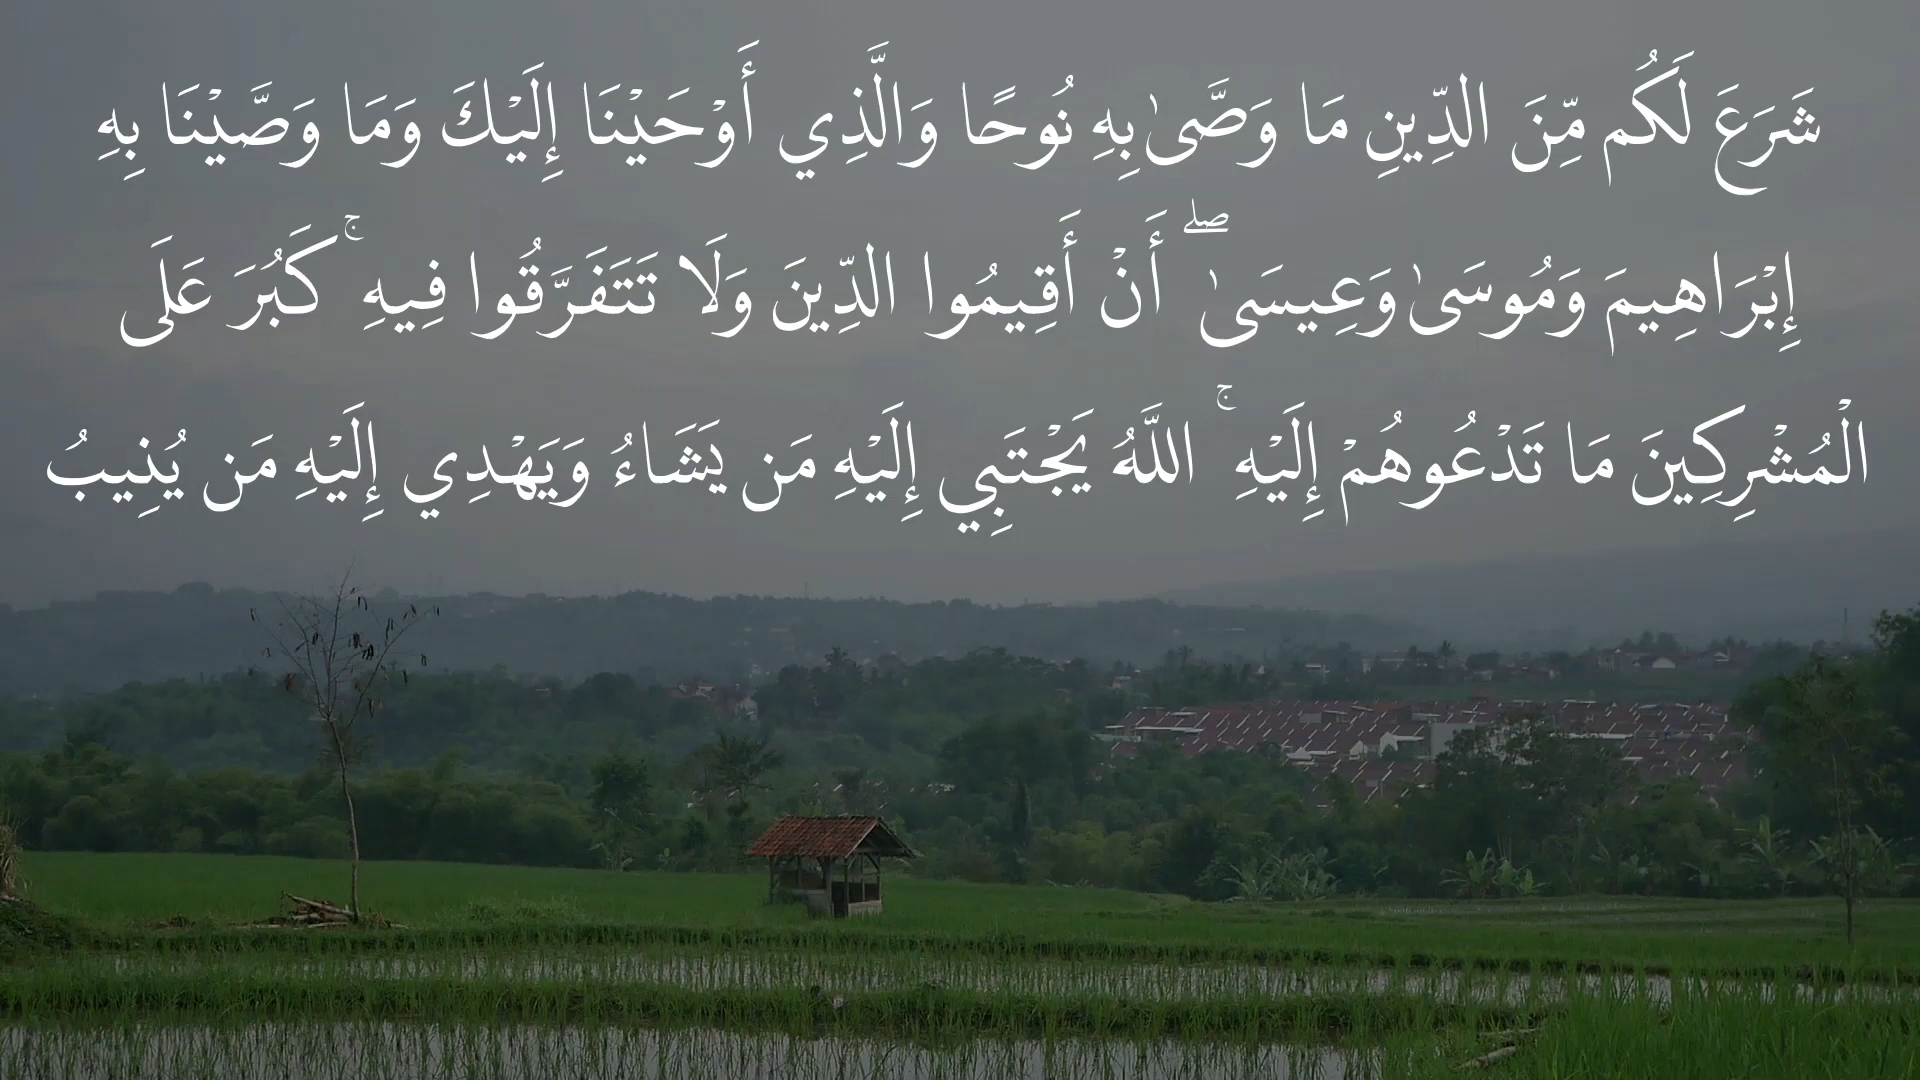 شَرَعَ لَكُم مِّنَ الدِّينِ مَا وَصَّىٰ بِهِ نُوحًا وَالَّذِي أَوْحَيْنَا إِلَيْكَ وَمَا وَصَّيْنَا بِهِ
إِبْرَاهِيمَ وَمُوسَىٰ وَعِيسَىٰ ۖ أَنْ أَقِيمُوا الدِّينَ وَلَا تَتَفَرَّقُوا فِيهِ ۚ كَبُرَ عَلَى
الْمُشْرِكِينَ مَا تَدْعُوهُمْ إِلَيْهِ ۚ اللَّهُ يَجْتَبِي إِلَيْهِ مَن يَشَاءُ وَيَهْدِي إِلَيْهِ مَن يُنِيبُ